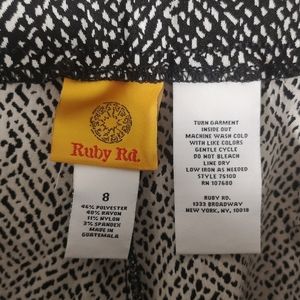 Ruby Rd.
8
46% POLYESTER
40% RAYON
11% NYLON
3% SPANDEX
MADE IN
GUATEMALA
TURN GARMENT
INSIDE OUT
MACHINE WASH COLD
WITH LIKE COLORS
GENTLE CYCLE
DO NOT BLEACH
LINE DRY
LOW IRON AS NEEDED
STYLE 75100
RN 107680
RUBY RD.
1333 BROADWAY
NEW YORK, NY, 10018